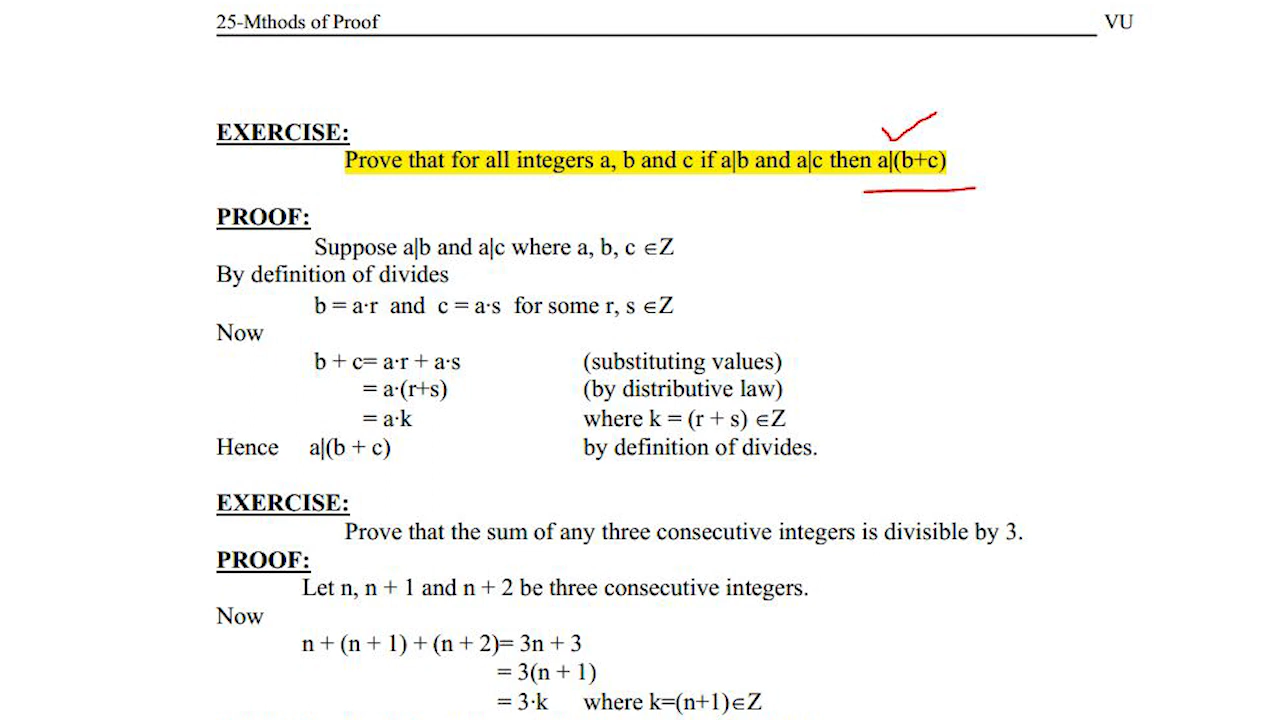 25-Mthods of Proof VU
EXERCISE:
Prove that for all integers a, b and c if a|b and a|c then a|(b+c)
PROOF:
Suppose a|b and a|c where a, b, c ∈Z
By definition of divides
b = a·r and c = a·s for some r, s ∈Z
Now
b + c= a·r + a·s (substituting values)
= a·(r+s) (by distributive law)
= a·k where k = (r + s) ∈Z
Hence a|(b + c) by definition of divides.
EXERCISE:
Prove that the sum of any three consecutive integers is divisible by 3.
PROOF:
Let n, n + 1 and n + 2 be three consecutive integers.
Now
n + (n + 1) + (n + 2)= 3n + 3
= 3(n + 1)
= 3·k where k=(n+1)∈Z